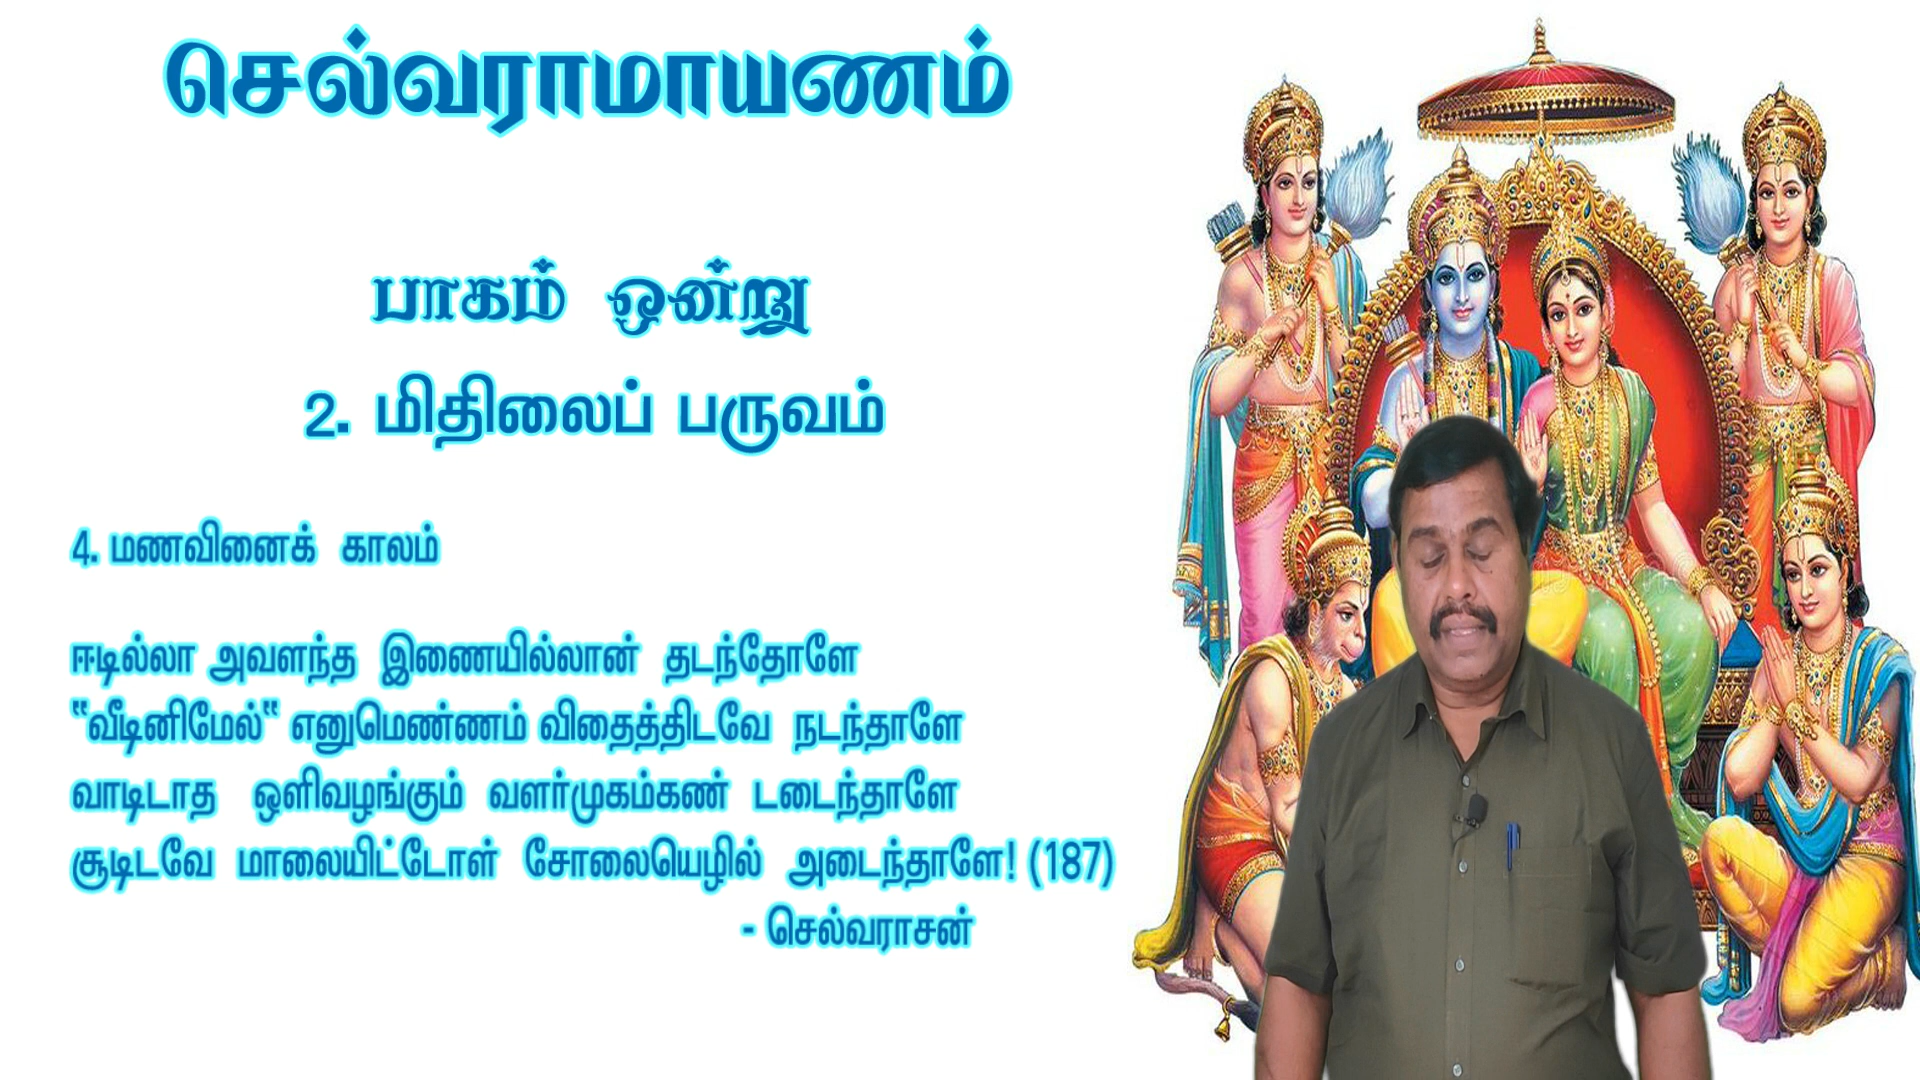 செல்வராமாயணம்
பாகம் ஒன்று
2. மிதிலைப் பருவம்
4. மணவினைக் காலம்
ஈடில்லா அவளந்த இணையில்லான் தடந்தோளே
“வீடினிமேல்“ எனுமெண்ணம் விதைத்திடவே நடந்தாளே
வாடிடாத ஒளிவழங்கும் வளர்முகம்கண் டடைந்தாளே
சூடிடவே மாலையிட்டோள் சோலையெழில் அடைந்தாளே! (187)
- செல்வராசன்